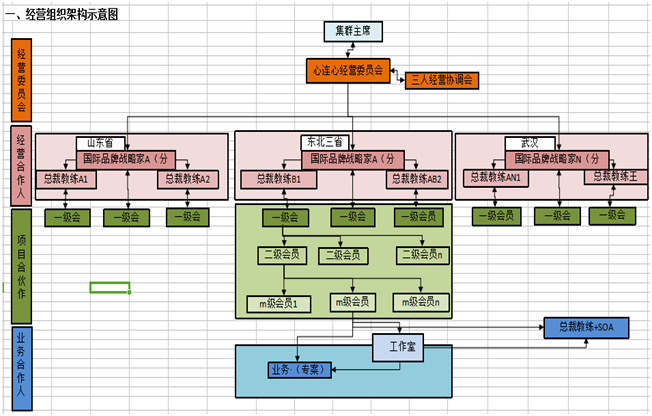 一、经营组织架构示意图
集群主席
经营委员会
心连心经营委员会
三人经营协调会
经营合作人
山东省
东北三省
武汉
国际品牌战略家A（分
国际品牌战略家A（分
国际品牌战略家N（分
总裁教练A1
总裁教练A2
总裁教练B1
总裁教练AB2
总裁教练AN1
总裁教练王
一级会
一级会
一级会
一级会
一级会
一级会员
一级会员
一级会
一级会
项目合伙作
二级会员
二级会员
二级会员n
m级会员1
m级会员
m级会员n
业务合作人
总裁教练+SOA
工作室
业务·（专案）